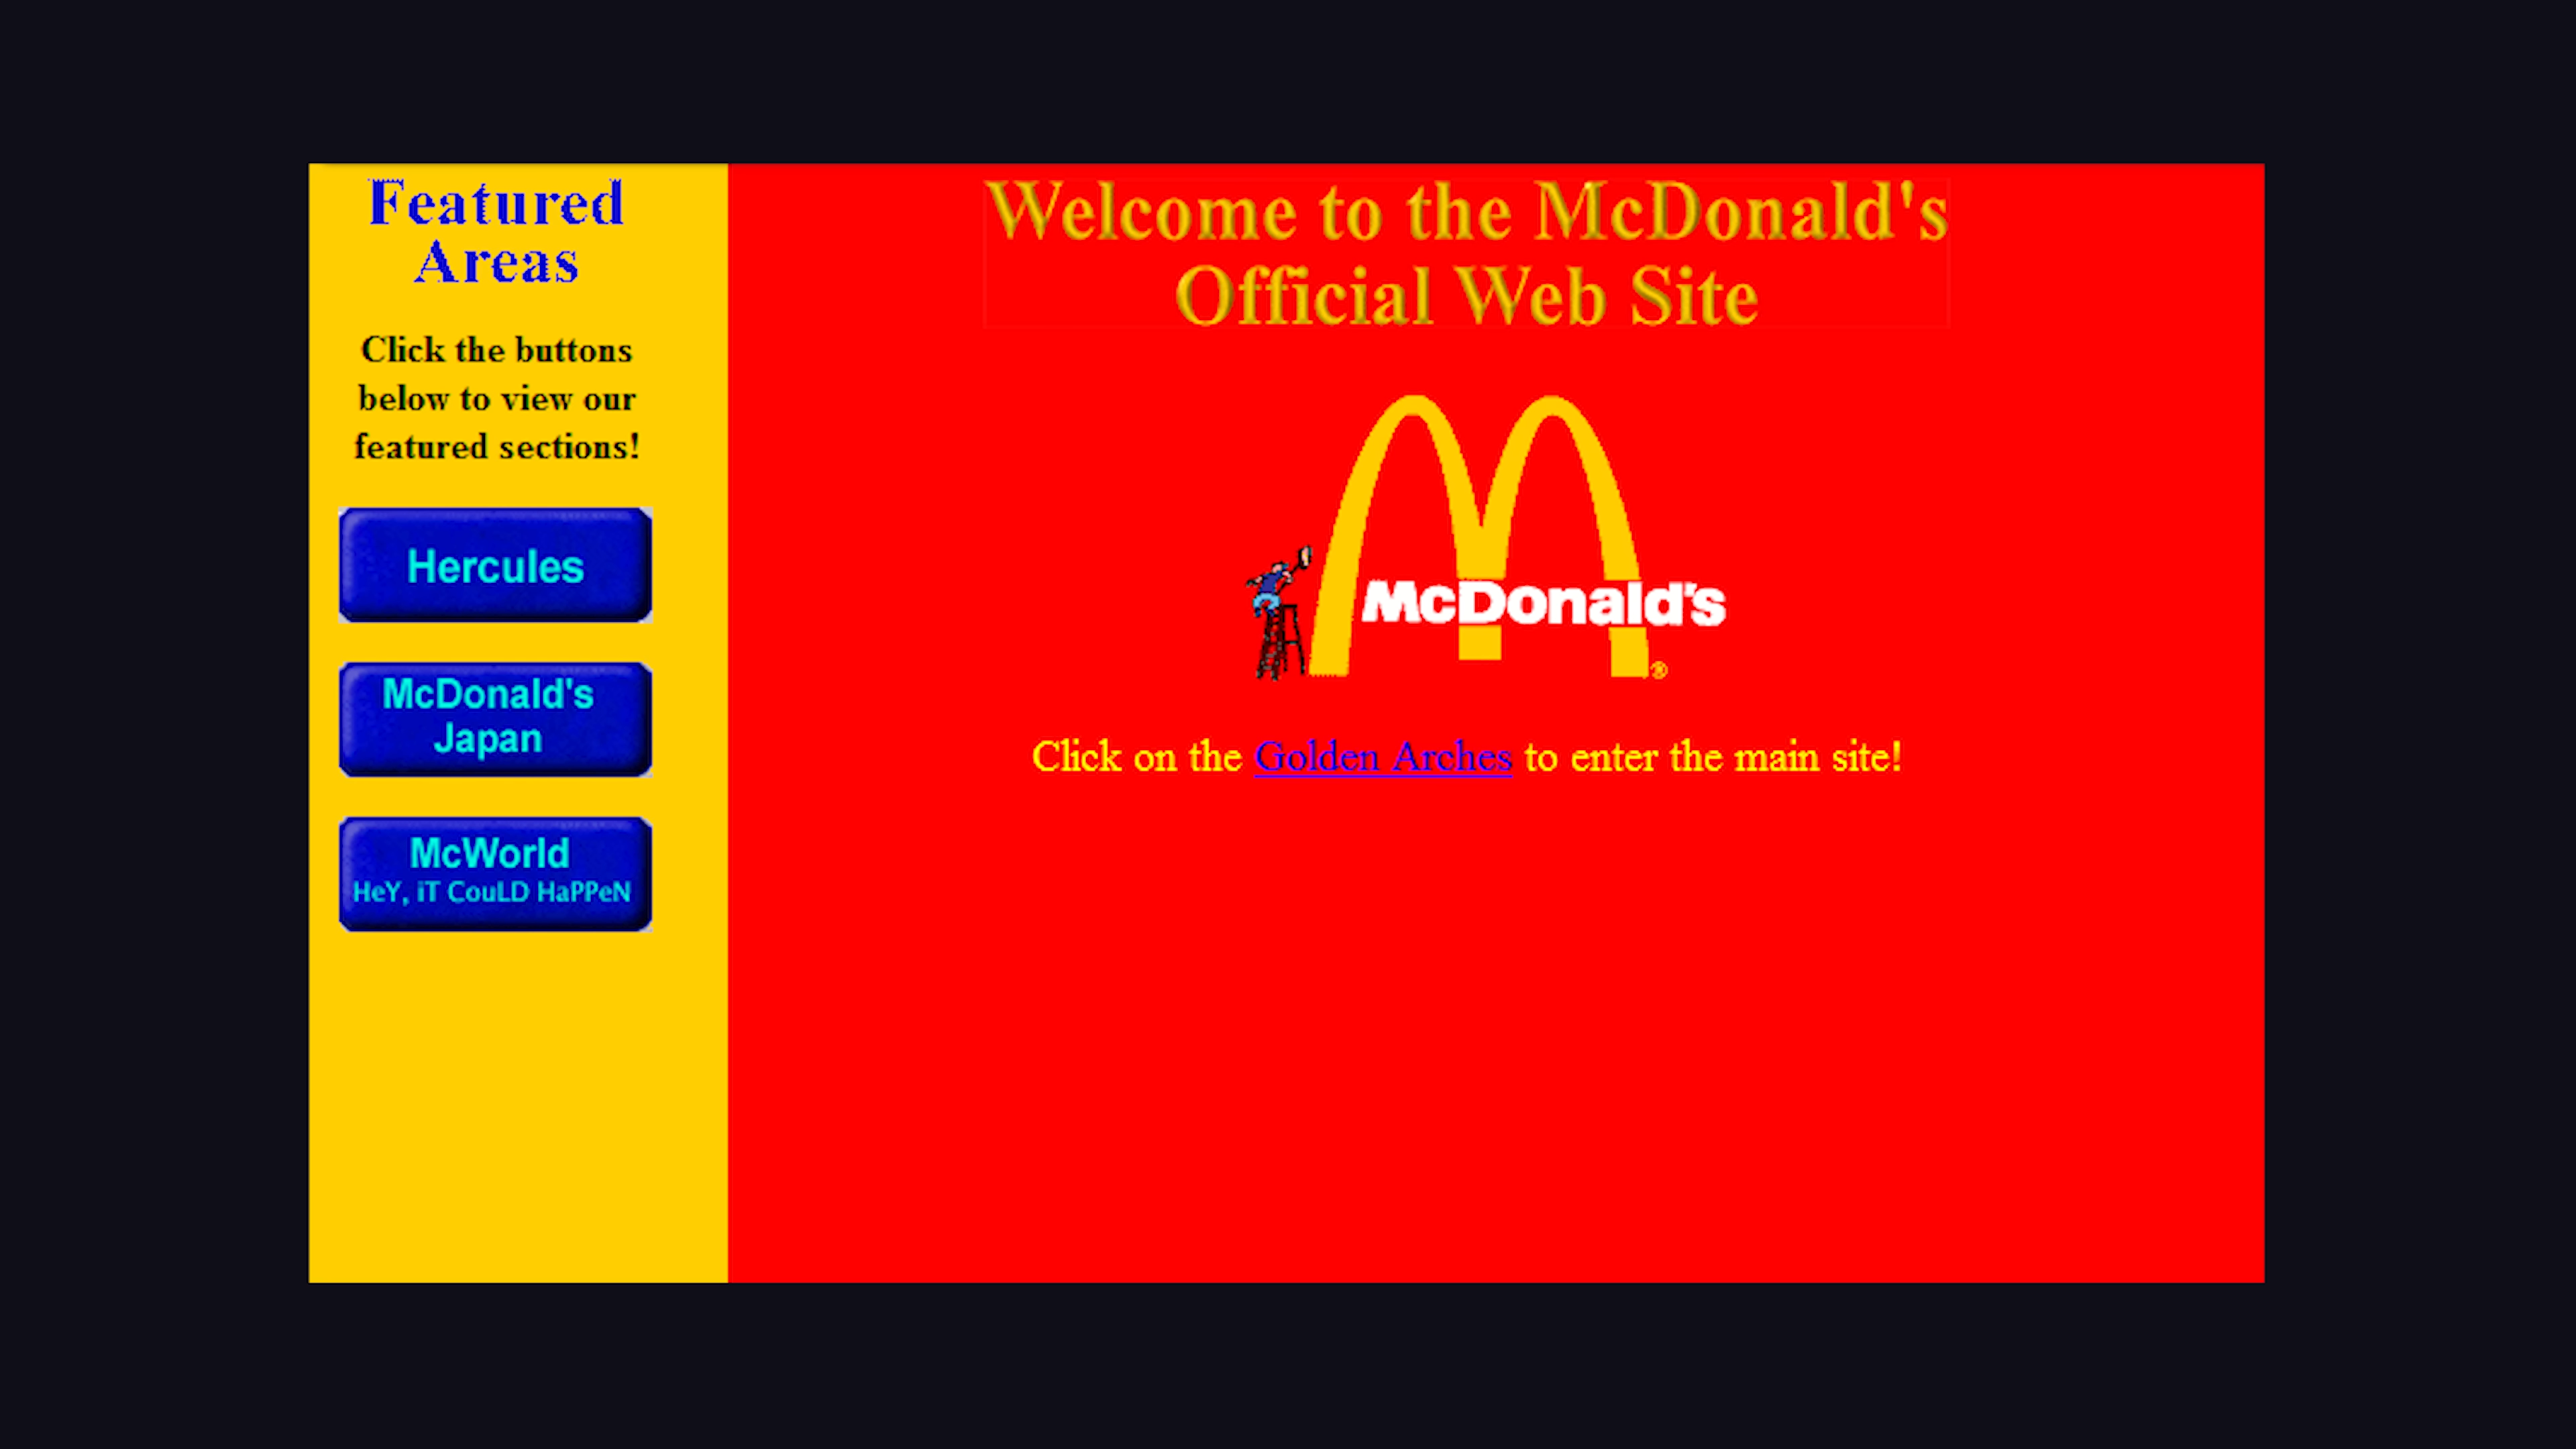 Featured
Areas
Click the buttons
below to view our
featured sections!
Hercules
McDonald's
Japan
McWorld
HeY, iT CouLD HaPPeN
Welcome to the McDonald's
Official Web Site
McDonald's
®
Click on the Golden Arches to enter the main site!